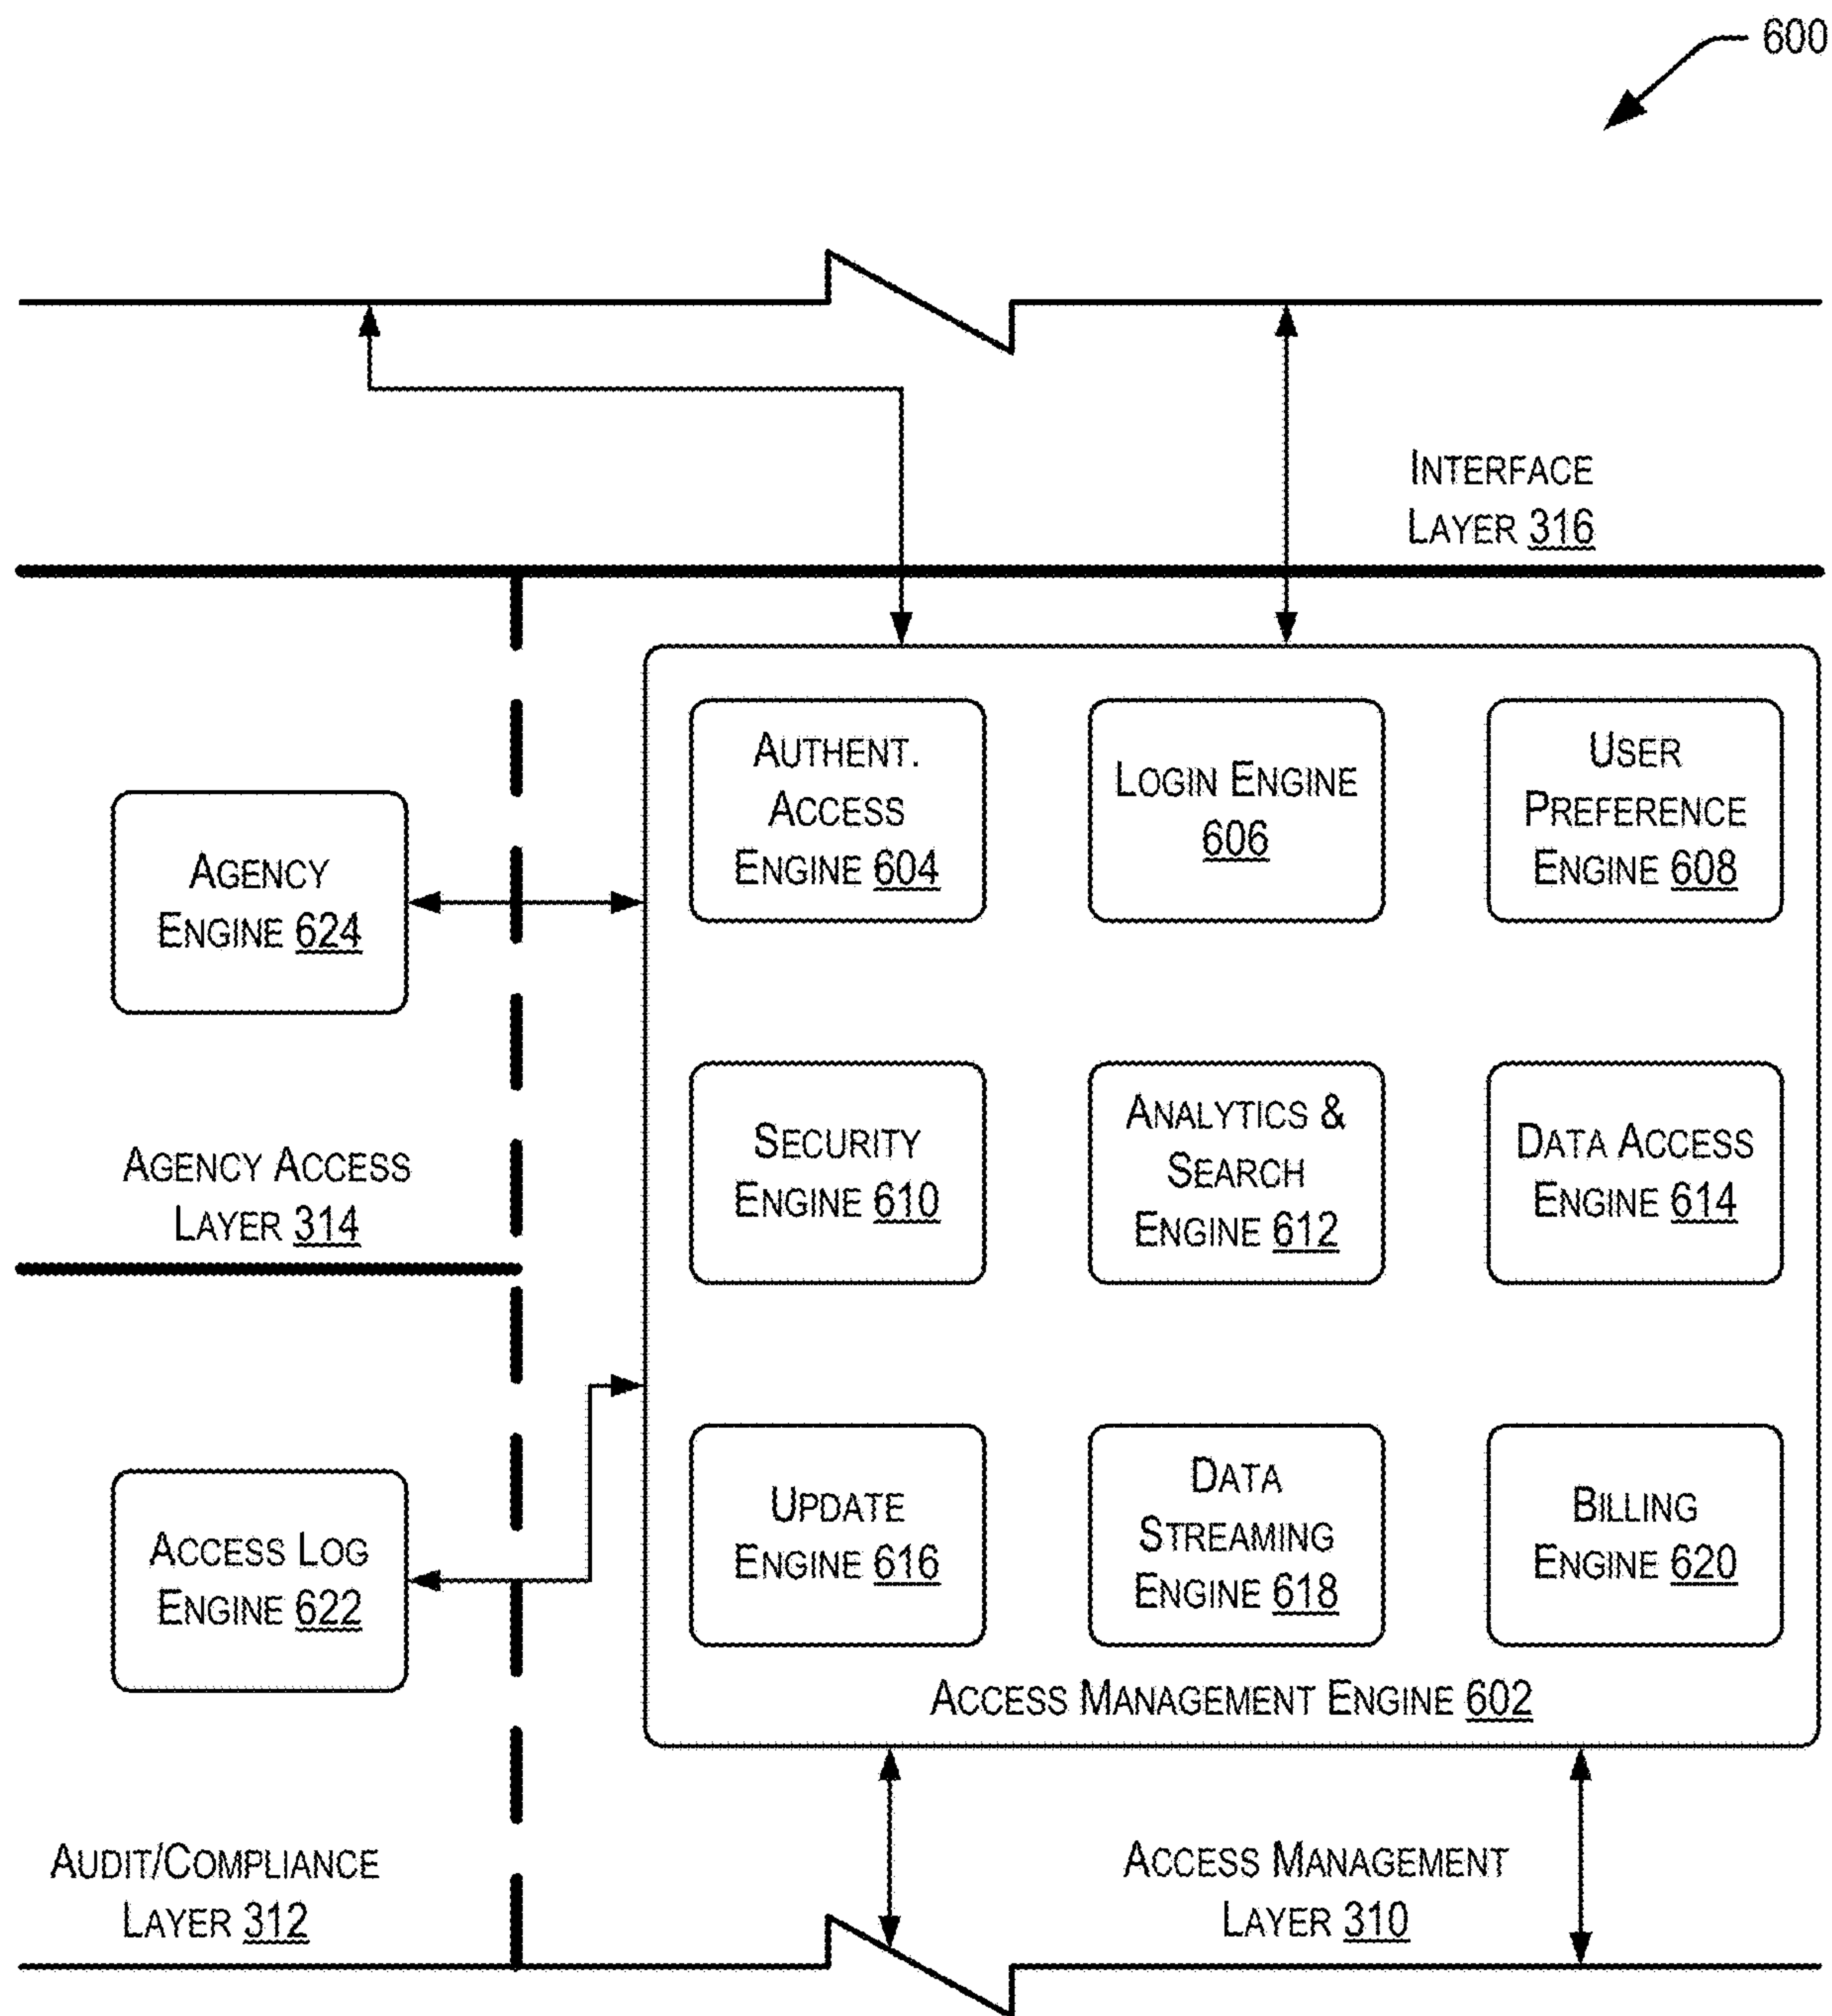 600
INTERFACE
LAYER 316
AUTHENT.
ACCESS
ENGINE 604
LOGIN ENGINE
606
USER
PREFERENCE
ENGINE 608
AGENCY
ENGINE 624
SECURITY
ENGINE 610
ANALYTICS &
SEARCH
ENGINE 612
DATA ACCESS
ENGINE 614
AGENCY ACCESS
LAYER 314
UPDATE
ENGINE 616
DATA
STREAMING
ENGINE 618
BILLING
ENGINE 620
ACCESS LOG
ENGINE 622
ACCESS MANAGEMENT ENGINE 602
AUDIT/COMPLIANCE
LAYER 312
ACCESS MANAGEMENT
LAYER 310